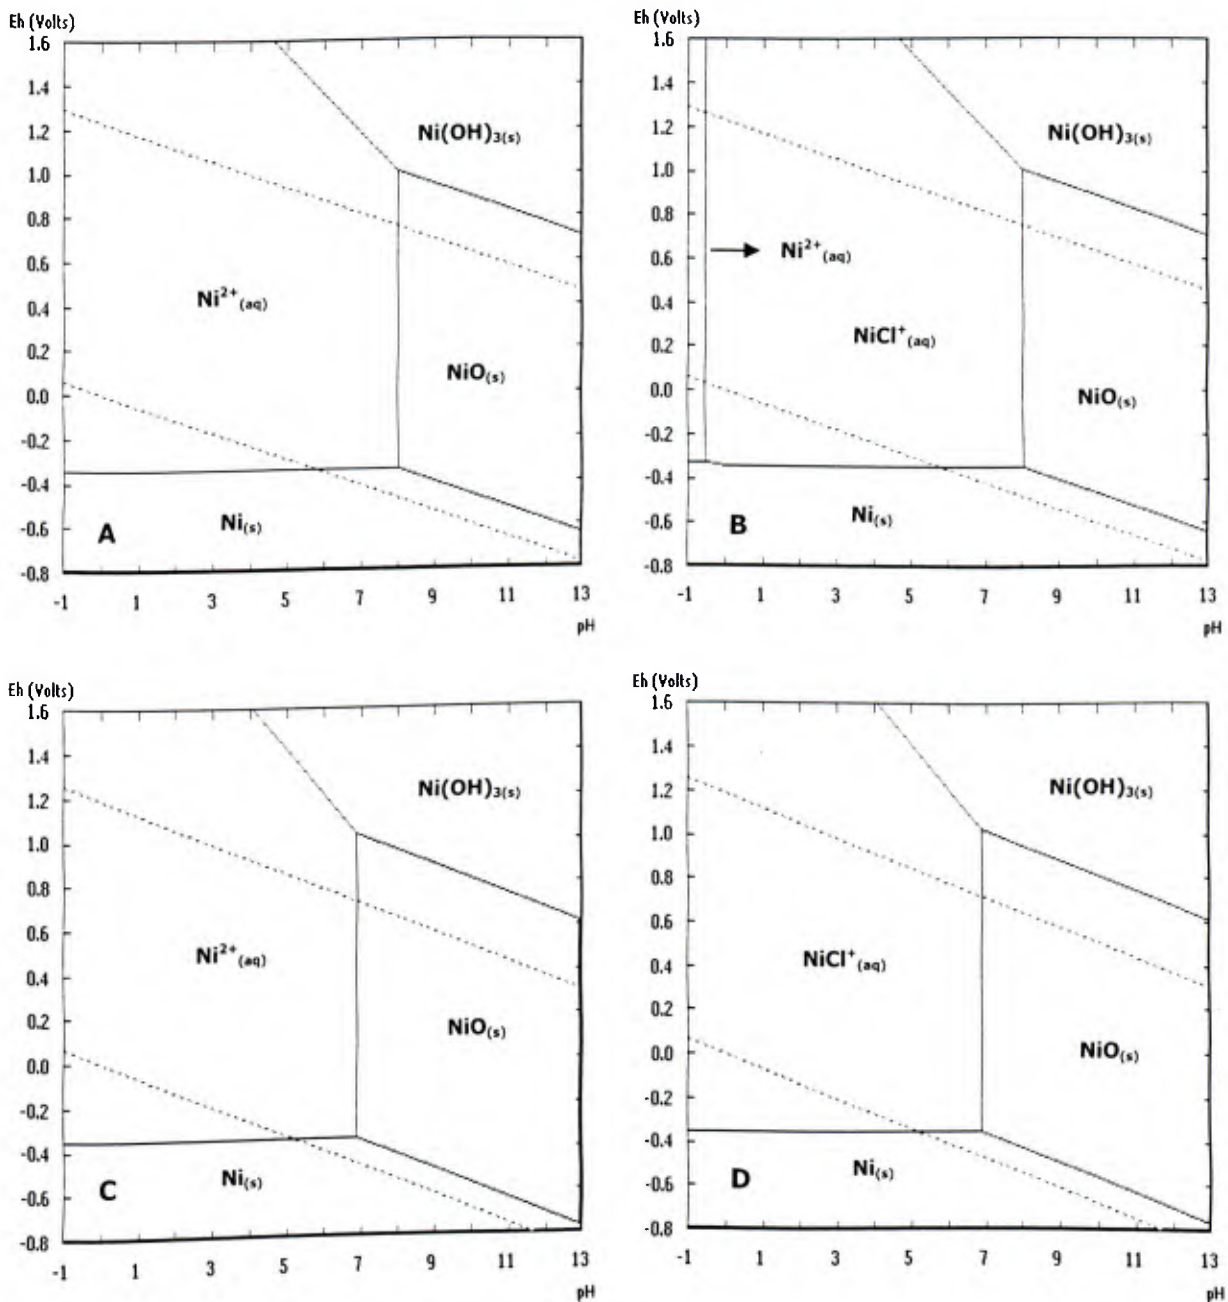 Eh (Volts)
1.6
1.4
1.2
1.0
0.8
0.6
0.4
0.2
0.0
-0.2
-0.4
-0.6
-0.8
Ni(OH)3(s)
Ni2+(aq)
NiO(s)
Ni(s)
A
-1 1 3 5 7 9 11 13
pH
Eh (Volts)
1.6
1.4
1.2
1.0
0.8
0.6
0.4
0.2
0.0
-0.2
-0.4
-0.6
-0.8
Ni(OH)3(s)
Ni2+(aq)
NiCl+(aq)
NiO(s)
Ni(s)
B
-1 1 3 5 7 9 11 13
pH
Eh (Volts)
1.6
1.4
1.2
1.0
0.8
0.6
0.4
0.2
0.0
-0.2
-0.4
-0.6
-0.8
Ni(OH)3(s)
Ni2+(aq)
NiO(s)
Ni(s)
C
-1 1 3 5 7 9 11 13
pH
Eh (Volts)
1.6
1.4
1.2
1.0
0.8
0.6
0.4
0.2
0.0
-0.2
-0.4
-0.6
-0.8
Ni(OH)3(s)
NiCl+(aq)
NiO(s)
Ni(s)
D
-1 1 3 5 7 9 11 13
pH